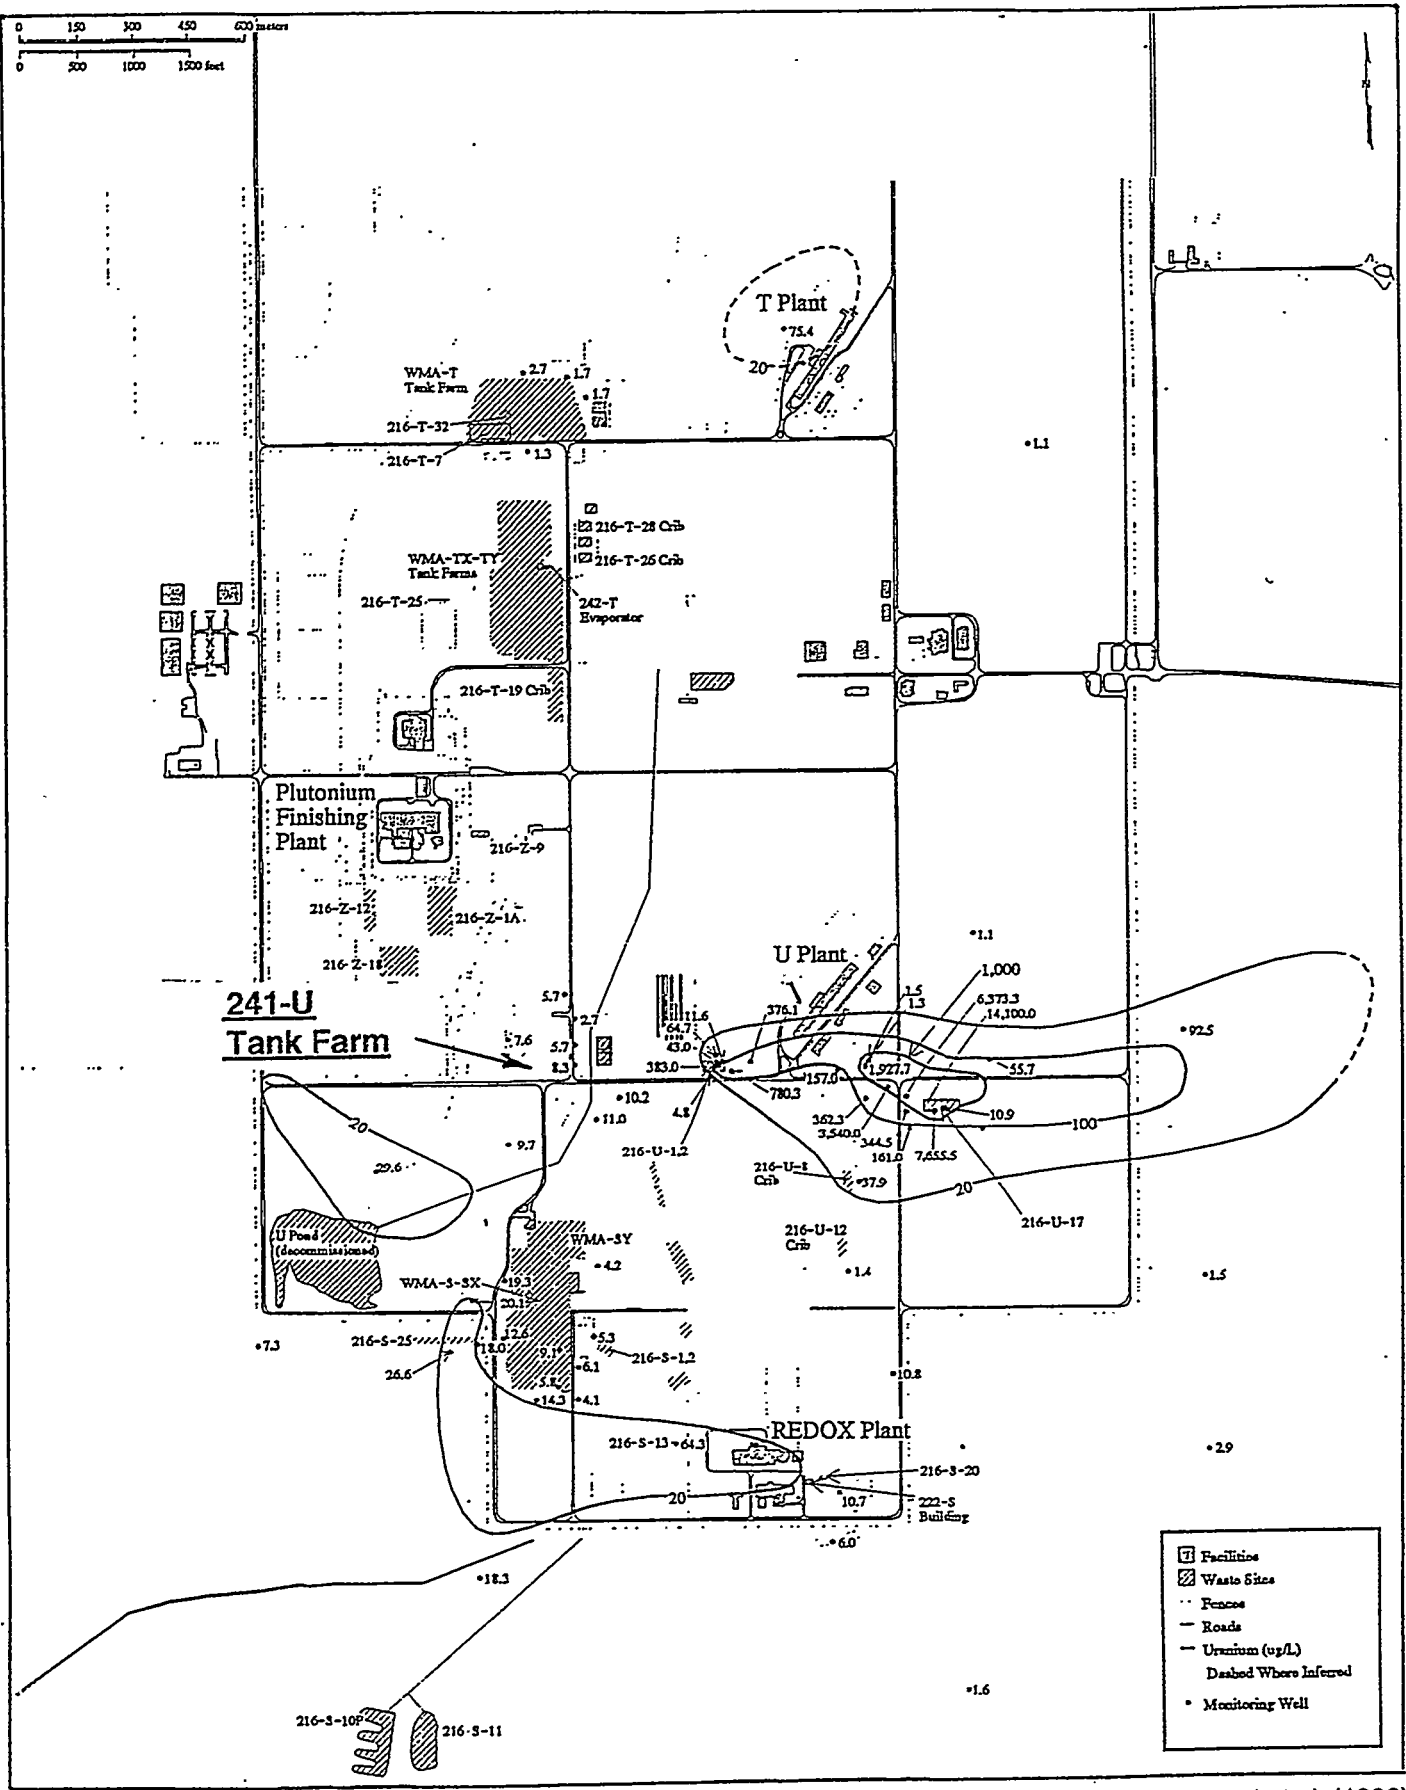 0 150 300 450 600 meters
0 500 1000 1500 feet
N
T Plant
75.4
20
WMA-T
Tank Farm
2.7
1.7
1.7
216-T-32
216-T-7
1.3
1.1
216-T-28 Crib
216-T-26 Crib
WMA-TX-TY
Tank Farms
216-T-25
242-T
Evaporator
216-T-19 Crib
Plutonium
Finishing
Plant
216-Z-9
216-Z-12
216-Z-1A
216-Z-18
U Plant
1.1
1,000
6,373.3
14,100.0
1.5
1.3
376.1
11.6
64.7
43.0
383.0
92.5
55.7
241-U
Tank Farm
5.7
2.7
7.6
5.7
8.3
1,927.7
157.0
780.3
4.8
10.2
11.0
10.9
100
362.3
3,540.0
344.5
161.0
7,655.5
20
9.7
29.6
216-U-1,2
216-U-8
Crib
37.9
20
216-U-17
U Pond
(decommissioned)
216-U-12
Crib
WMA-SY
4.2
1.4
1.5
WMA-S-SX
19.3
20.1
7.3
216-S-25
12.6
18.0
5.3
9.1
216-S-1,2
26.6
6.1
5.8
14.3
4.1
10.8
REDOX Plant
216-S-13
64.3
2.9
216-S-20
20
10.7
222-S
Building
6.0
18.3
1.6
216-S-10P
216-S-11
Facilities
Waste Sites
Fences
Roads
Uranium (ug/L)
Dashed Where Inferred
Monitoring Well